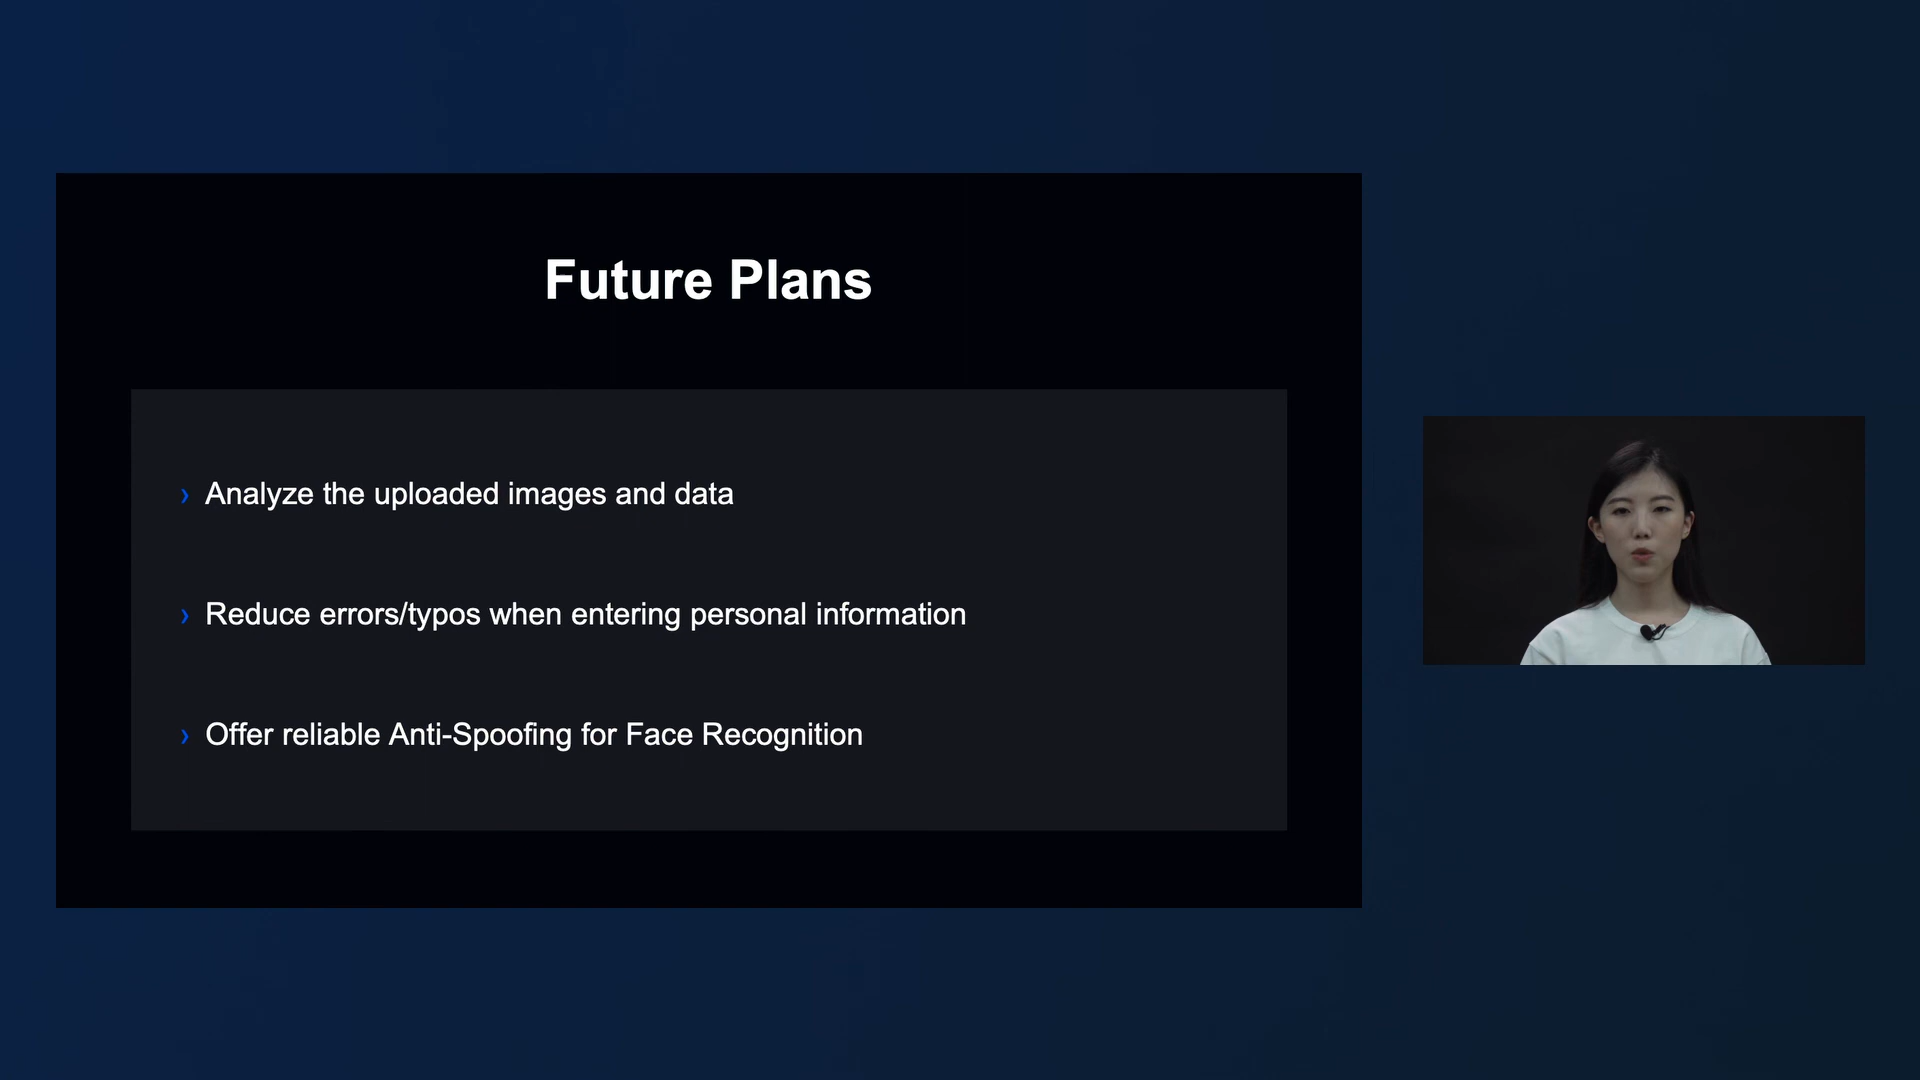 Future Plans
› Analyze the uploaded images and data
› Reduce errors/typos when entering personal information
› Offer reliable Anti-Spoofing for Face Recognition